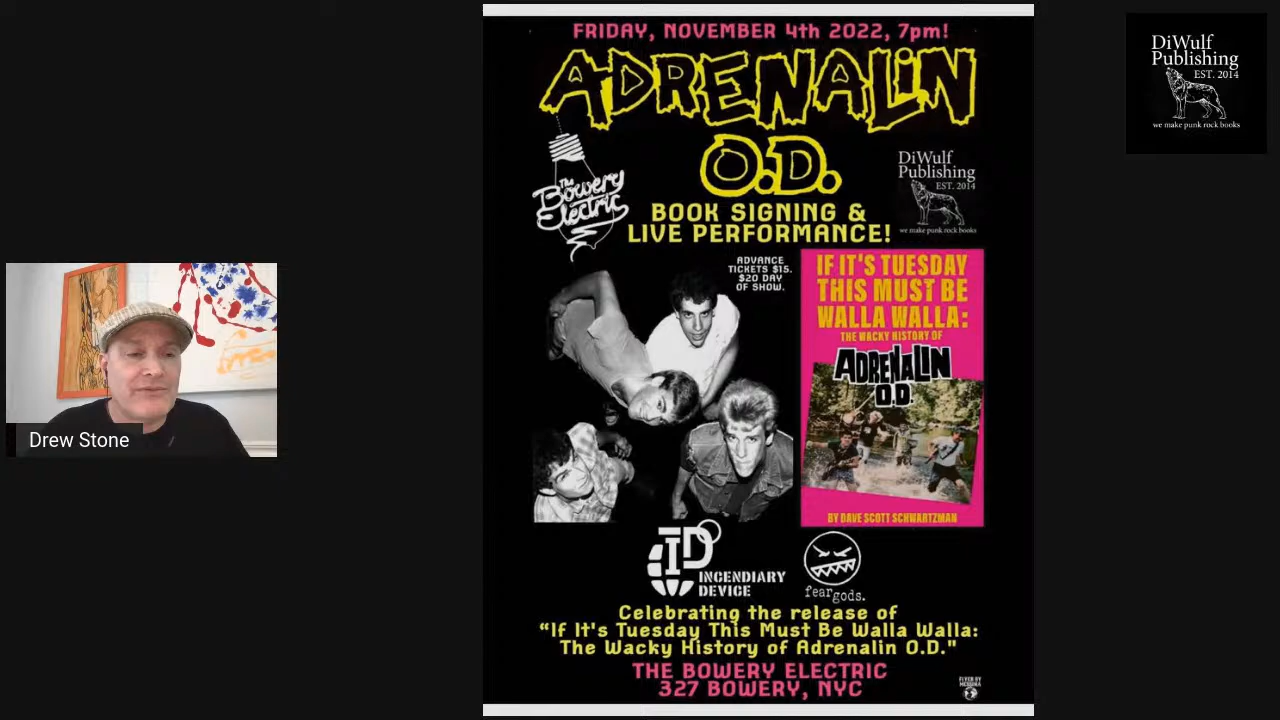 FRIDAY, NOVEMBER 4th 2022, 7pm!
ADRENALiN
O.D.
The
Bowery
Electric
DiWulf
Publishing
EST. 2014
we make punk rock books
BOOK SIGNING &
LIVE PERFORMANCE!
ADVANCE
TICKETS $15.
$20 DAY
OF SHOW.
IF IT'S TUESDAY
THIS MUST BE
WALLA WALLA:
THE WACKY HISTORY OF
ADRENALIN
O.D.
BY DAVE SCOTT SCHWARTZMAN
ID
INCENDIARY
DEVICE
fear gods.
Celebrating the release of
“If It's Tuesday This Must Be Walla Walla:
The Wacky History of Adrenalin O.D."
THE BOWERY ELECTRIC
327 BOWERY, NYC
FLYER BY
DiWulf
Publishing
EST. 2014
we make punk rock books
Drew Stone